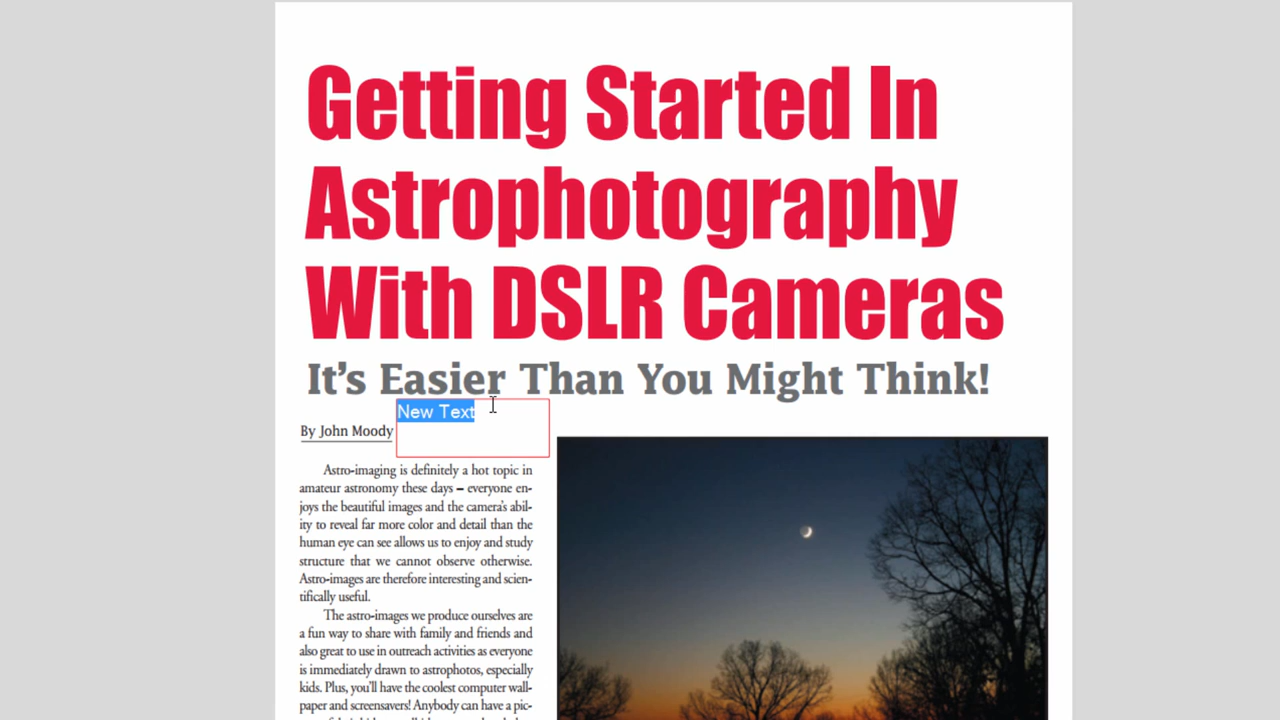 Getting Started In
Astrophotography
With DSLR Cameras
It's Easier Than You Might Think!
New Text
By John Moody
Astro-imaging is definitely a hot topic in
amateur astronomy these days – everyone en-
joys the beautiful images and the camera's abil-
ity to reveal far more color and detail than the
human eye can see allows us to enjoy and study
structure that we cannot observe otherwise.
Astro-images are therefore interesting and scien-
tifically useful.
The astro-images we produce ourselves are
a fun way to share with family and friends and
also great to use in outreach activities as everyone
is immediately drawn to astrophotos, especially
kids. Plus, you'll have the coolest computer wall-
paper and screensavers! Anybody can have a pic-